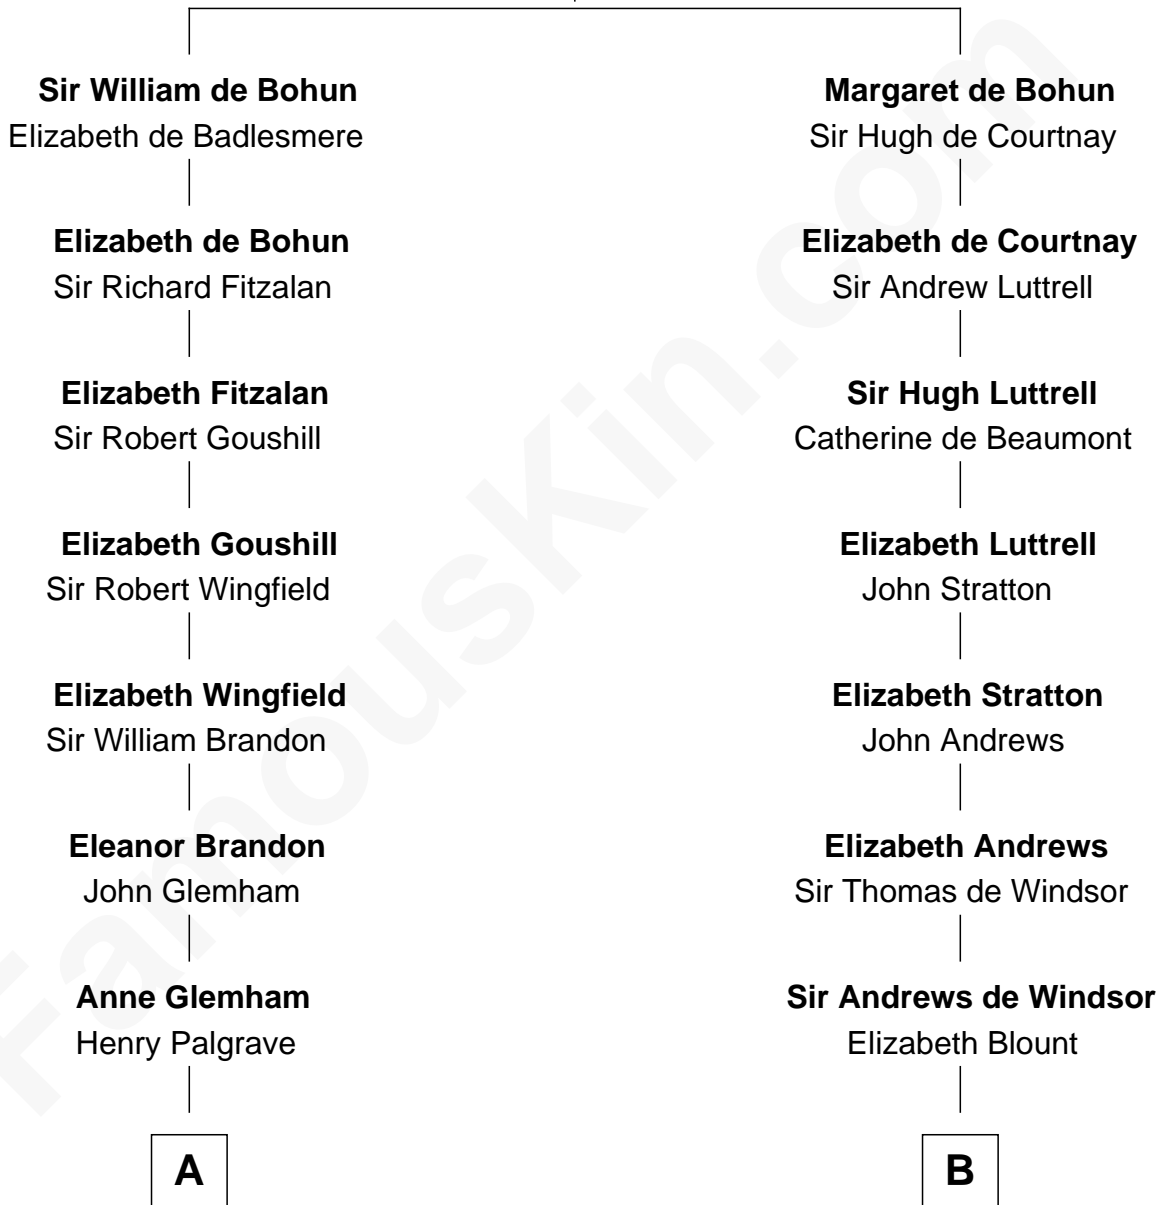 Sir William de Bohun
Elizabeth de Badlesmere
Elizabeth de Bohun
Sir Richard Fitzalan
Elizabeth Fitzalan
Sir Robert Goushill
Elizabeth Goushill
Sir Robert Wingfield
Elizabeth Wingfield
Sir William Brandon
Eleanor Brandon
John Glemham
Anne Glemham
Henry Palgrave
A
Margaret de Bohun
Sir Hugh de Courtnay
Elizabeth de Courtnay
Sir Andrew Luttrell
Sir Hugh Luttrell
Catherine de Beaumont
Elizabeth Luttrell
John Stratton
Elizabeth Stratton
John Andrews
Elizabeth Andrews
Sir Thomas de Windsor
Sir Andrews de Windsor
Elizabeth Blount
B
FamousKin.com